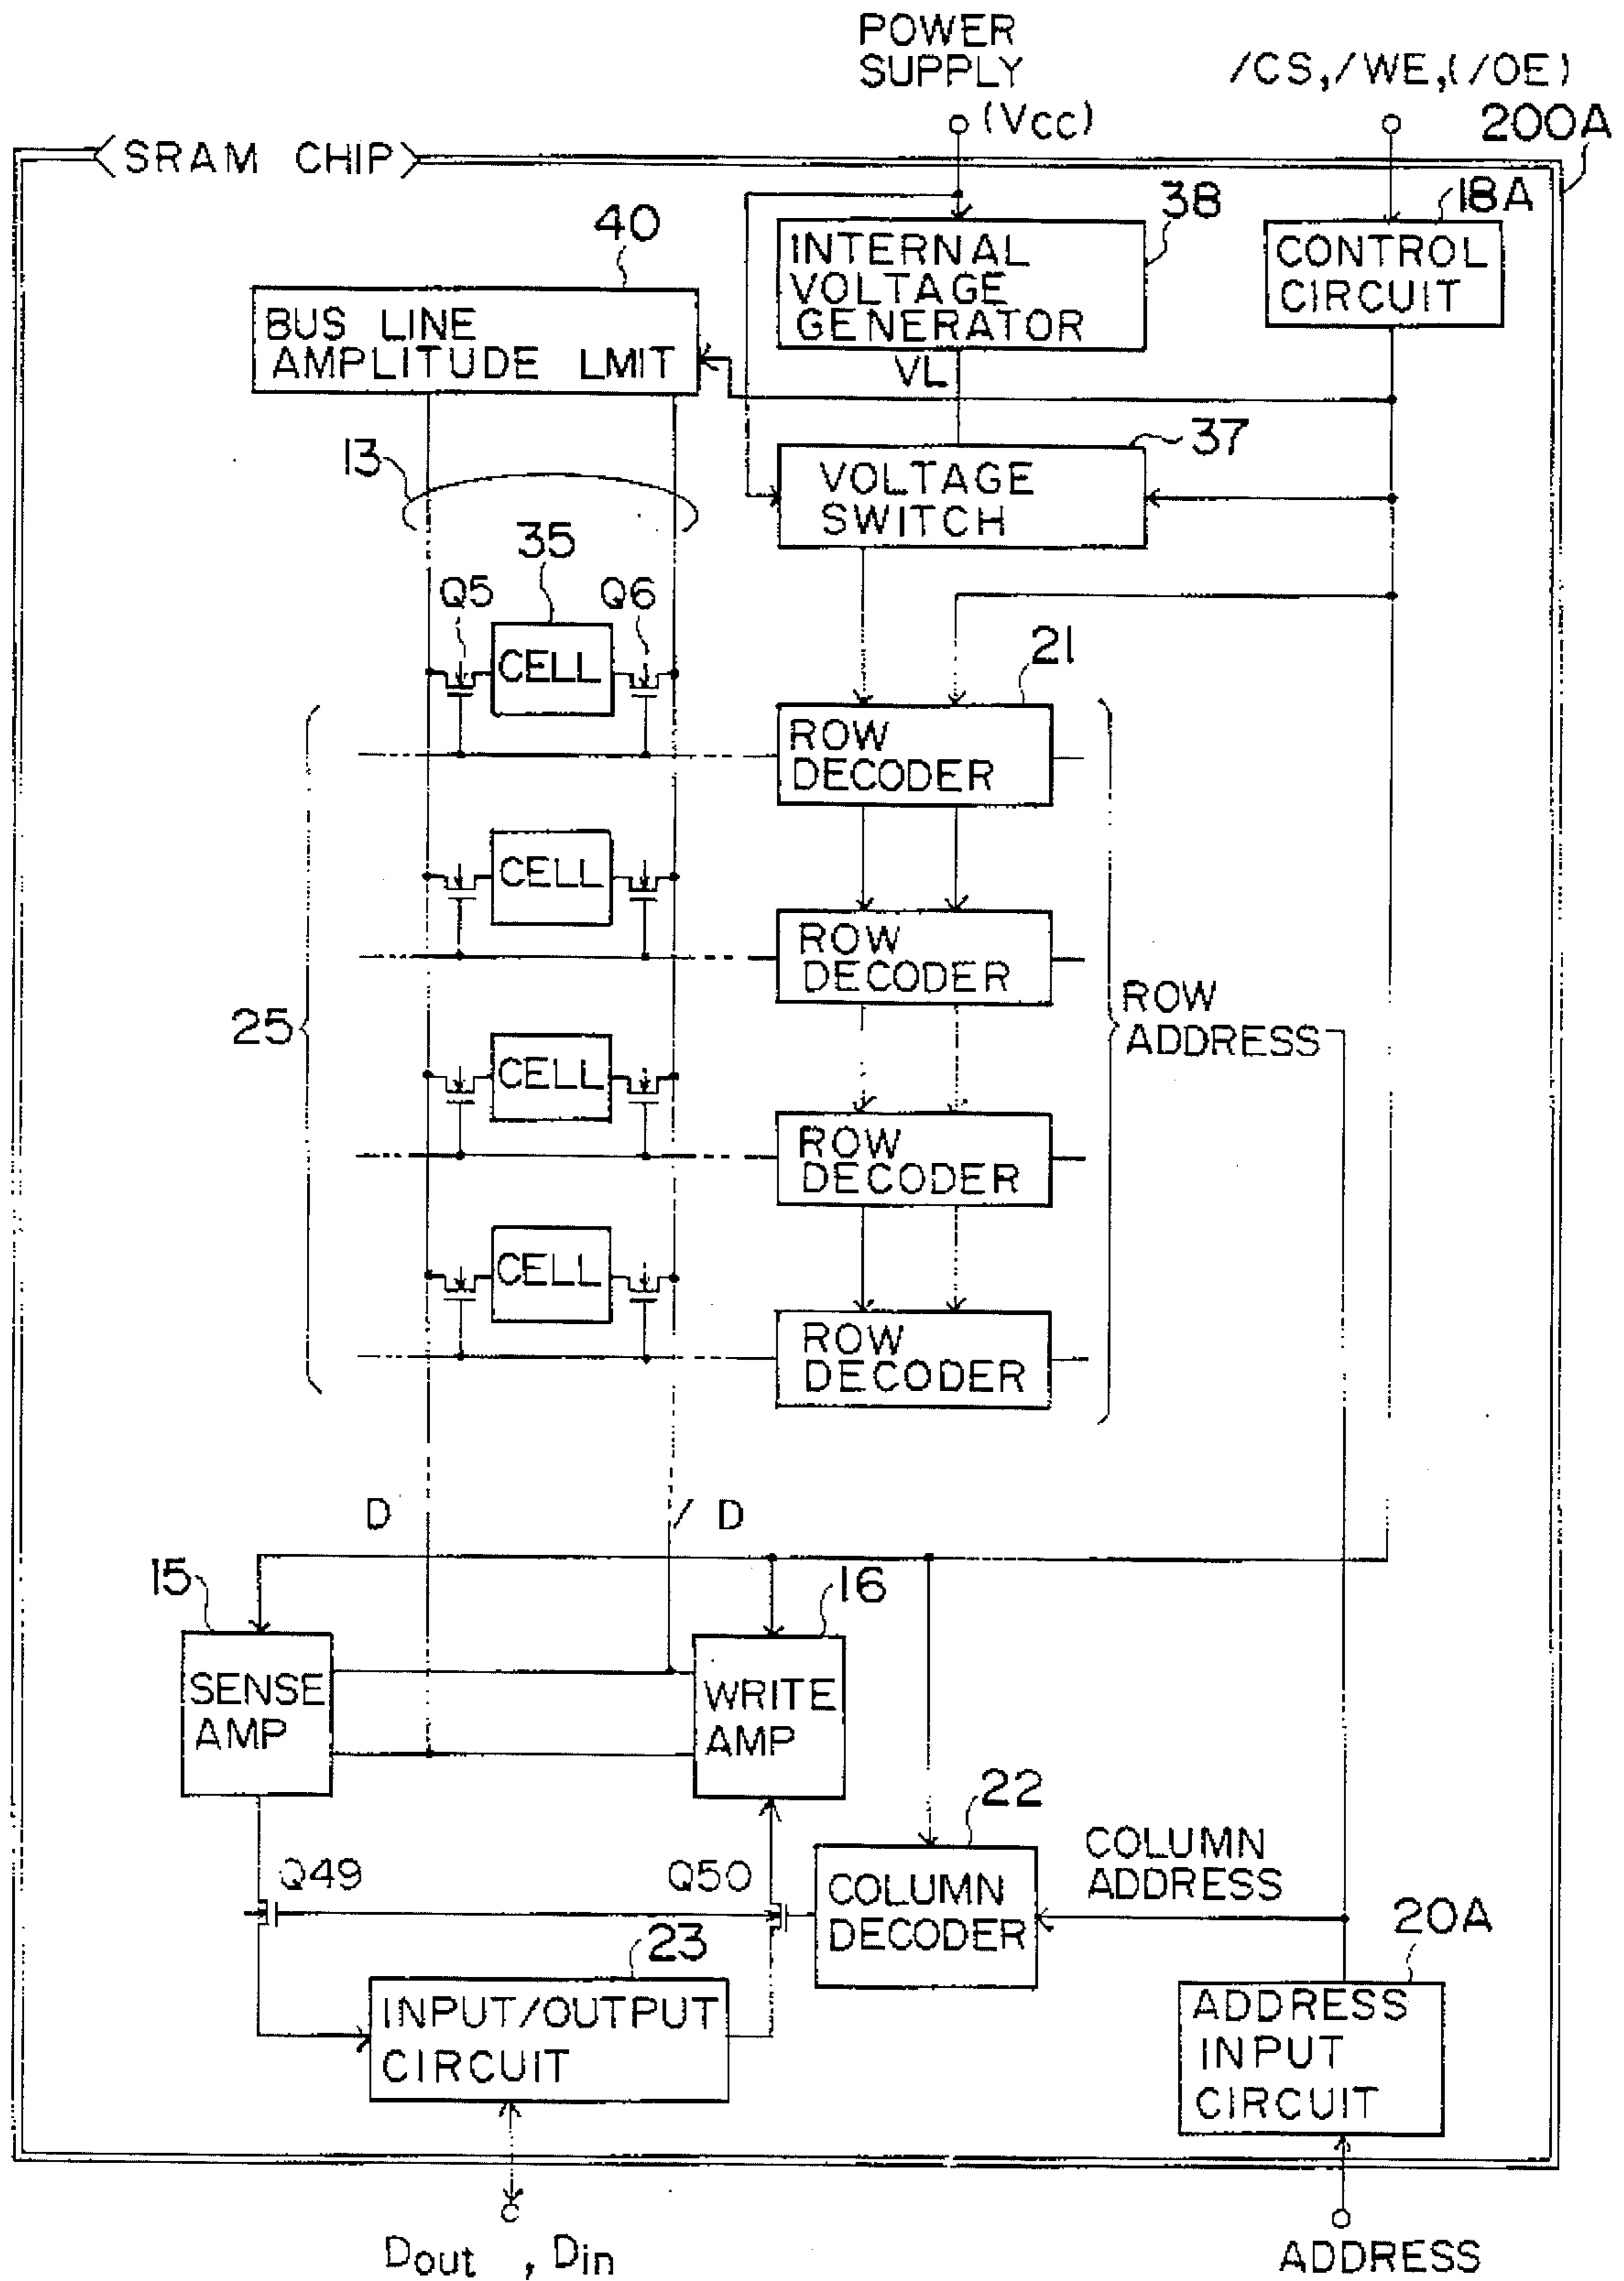 POWER
SUPPLY
(Vcc)
/CS,/WE,(/OE)
200A
SRAM CHIP
38
18A
40
INTERNAL
VOLTAGE
GENERATOR
CONTROL
CIRCUIT
BUS LINE
AMPLITUDE LMIT
VL
37
13
VOLTAGE
SWITCH
35
Q5
Q6
CELL
21
ROW
DECODER
CELL
ROW
DECODER
25
ROW
ADDRESS
CELL
ROW
DECODER
CELL
ROW
DECODER
D
/ D
15
16
SENSE
AMP
WRITE
AMP
22
Q49
Q50
COLUMN
DECODER
COLUMN
ADDRESS
20A
23
INPUT/OUTPUT
CIRCUIT
ADDRESS
INPUT
CIRCUIT
Dout , Din
ADDRESS